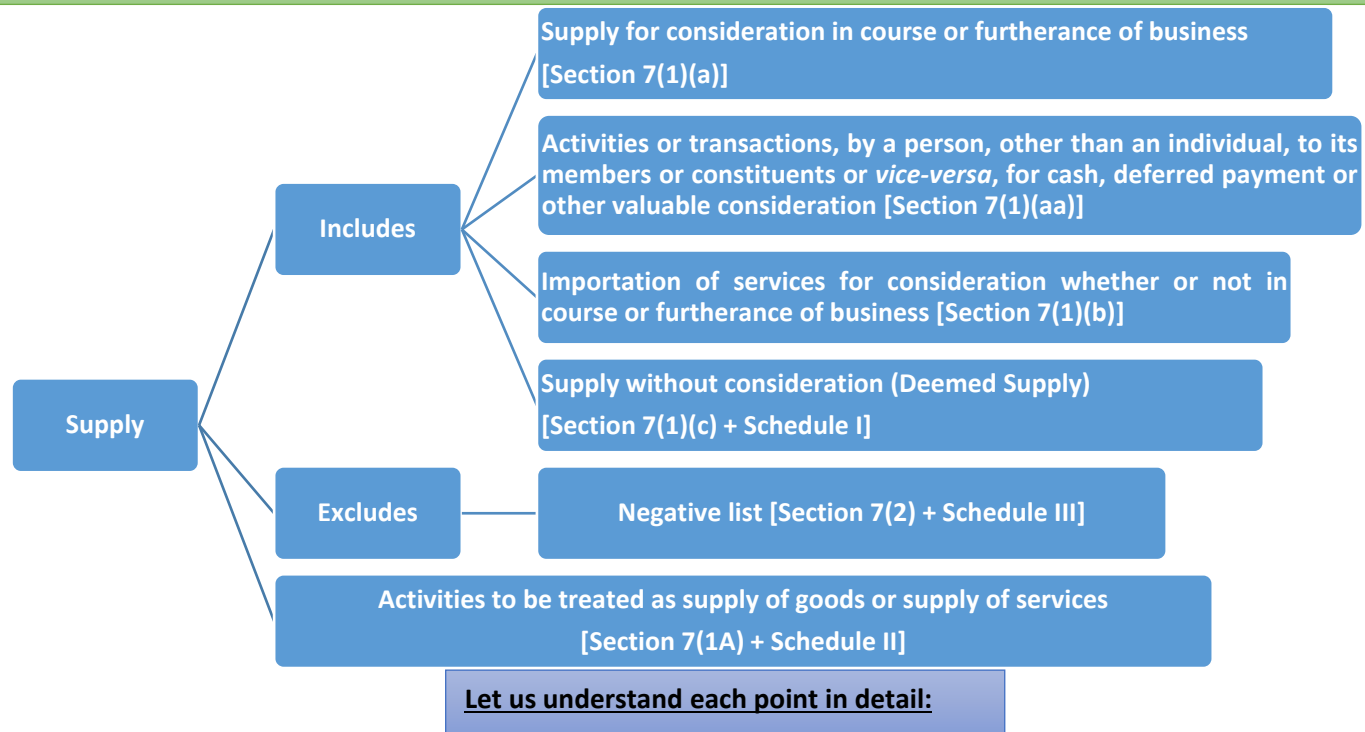 Supply for consideration in course or furtherance of business
[Section 7(1)(a)]
Activities or transactions, by a person, other than an individual, to its
members or constituents or vice-versa, for cash, deferred payment or
other valuable consideration [Section 7(1)(aa)]
Includes
Importation of services for consideration whether or not in
course or furtherance of business [Section 7(1)(b)]
Supply without consideration (Deemed Supply)
[Section 7(1)(c) + Schedule I]
Supply
Excludes
Negative list [Section 7(2) + Schedule III]
Activities to be treated as supply of goods or supply of services
[Section 7(1A) + Schedule II]
Let us understand each point in detail: